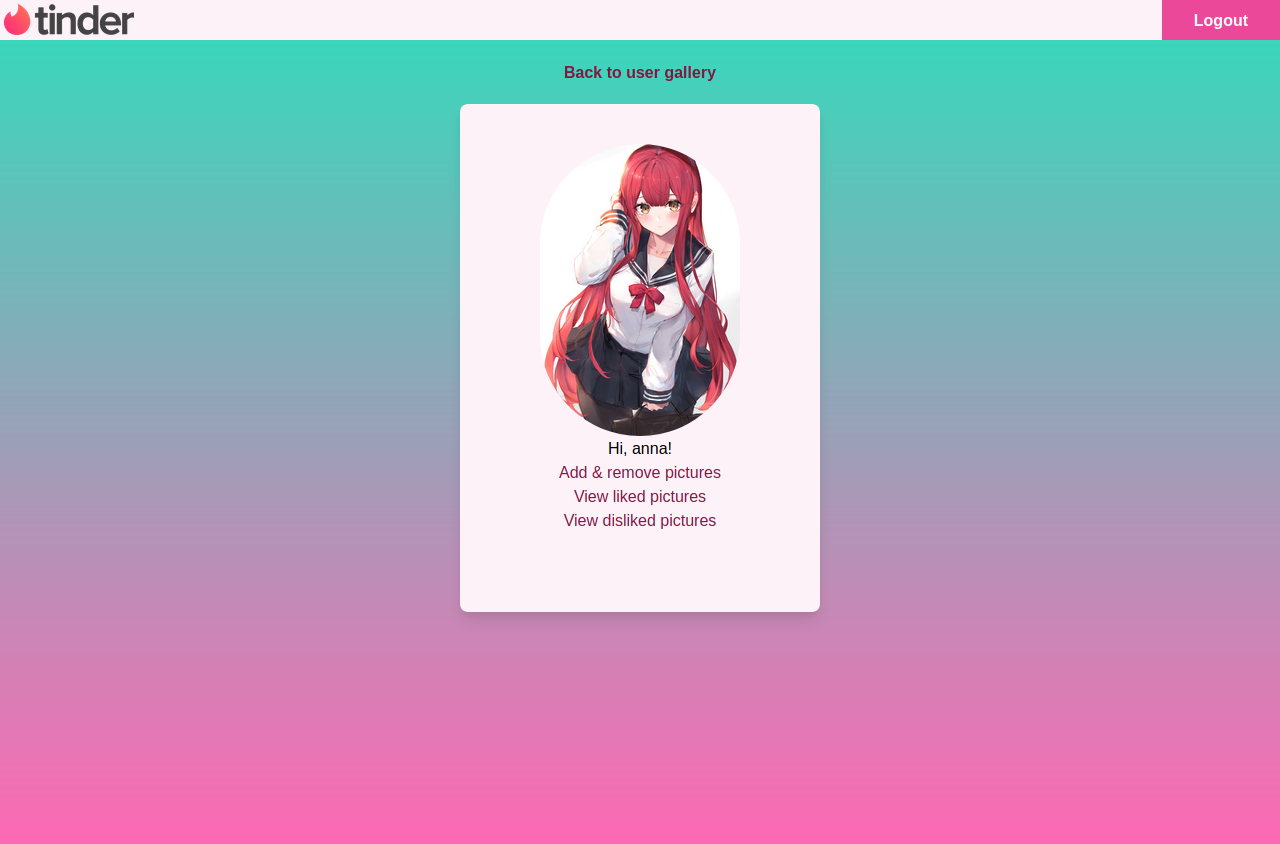 tinder
Logout
Back to user gallery
Hi, anna!
Add & remove pictures
View liked pictures
View disliked pictures